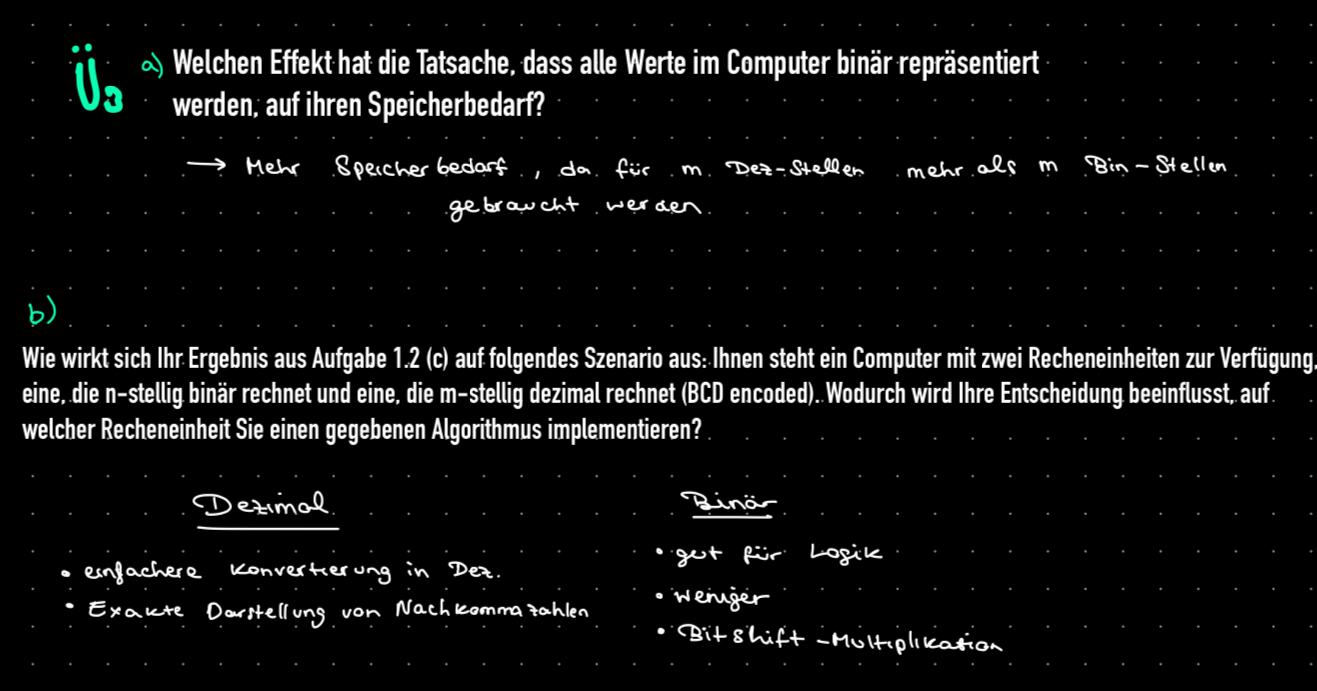 Ü3 a) Welchen Effekt hat die Tatsache, dass alle Werte im Computer binär repräsentiert
werden, auf ihren Speicherbedarf?
→ Mehr Speicherbedarf, da für m Dez-Stellen mehr als m Bin-Stellen
gebraucht werden.
b)
Wie wirkt sich Ihr Ergebnis aus Aufgabe 1.2 (c) auf folgendes Szenario aus: Ihnen steht ein Computer mit zwei Recheneinheiten zur Verfügung,
eine, die n-stellig binär rechnet und eine, die m-stellig dezimal rechnet (BCD encoded). Wodurch wird Ihre Entscheidung beeinflusst, auf
welcher Recheneinheit Sie einen gegebenen Algorithmus implementieren?
Dezimal
• einfachere Konvertierung in Dez.
• Exakte Darstellung von Nachkommazahlen
Binär
• gut für Logik
• weniger
• Bitshift-Multiplikation